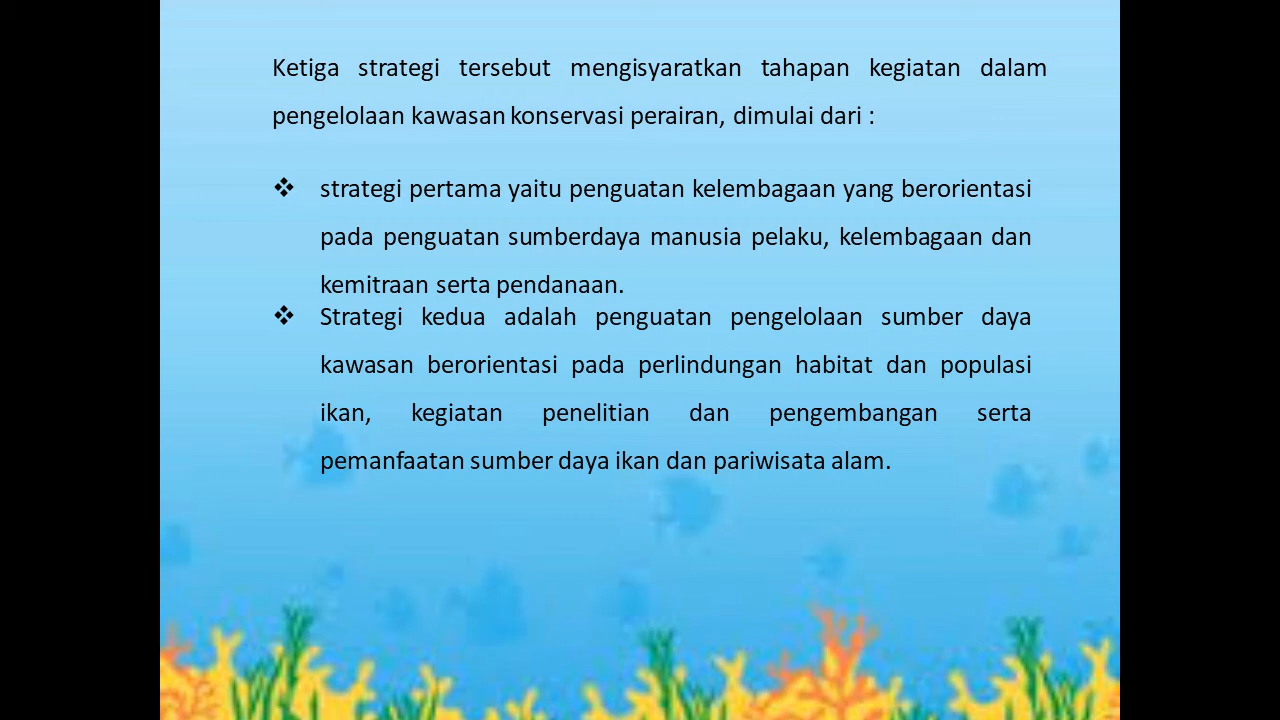 Ketiga strategi tersebut mengisyaratkan tahapan kegiatan dalam
pengelolaan kawasan konservasi perairan, dimulai dari :
❖ strategi pertama yaitu penguatan kelembagaan yang berorientasi
pada penguatan sumberdaya manusia pelaku, kelembagaan dan
kemitraan serta pendanaan.
❖ Strategi kedua adalah penguatan pengelolaan sumber daya
kawasan berorientasi pada perlindungan habitat dan populasi
ikan, kegiatan penelitian dan pengembangan serta
pemanfaatan sumber daya ikan dan pariwisata alam.